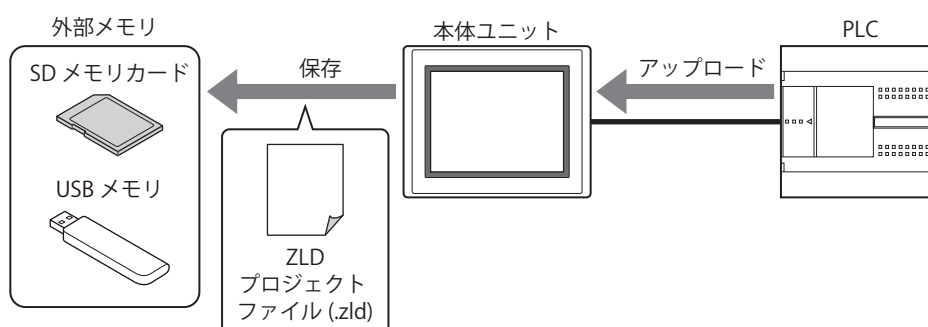 外部メモリ
SD メモリカード
USB メモリ
保存
ZLD
プロジェクト
ファイル (.zld)
本体ユニット
アップロード
PLC